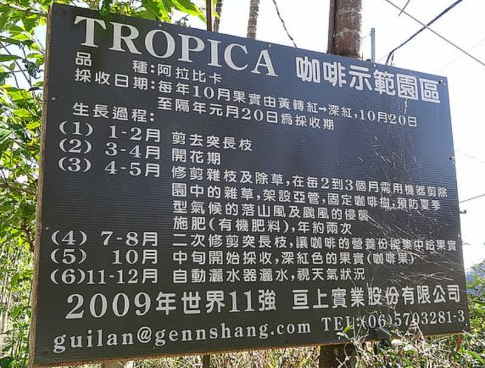 TROPICA 咖啡示範園區
品 種:阿拉比卡
採收日期:每年10月果實由黃轉紅→深紅,10月20日
至隔年元月20日為採收期
生長過程:
(1) 1-2月 剪去突長枝
(2) 3-4月 開花期
(3) 4-5月 修剪雜枝及除草,在每2到3個月需用機器剪除
園中的雜草,架設亞管,固定咖啡樹,預防夏季
型氣候的落山風及颱風的侵襲
施肥(有機肥料),年約兩次
(4) 7-8月 二次修剪突長枝,讓咖啡的營養份能集中給果實
(5) 10月 中旬開始採收,深紅色的果實(咖啡果)
(6)11-12月 自動灑水器灑水,視天氣狀況
2009年世界11強 亘上實業股份有限公司
guilan@gennshang.com TEL:(06)5703281-3